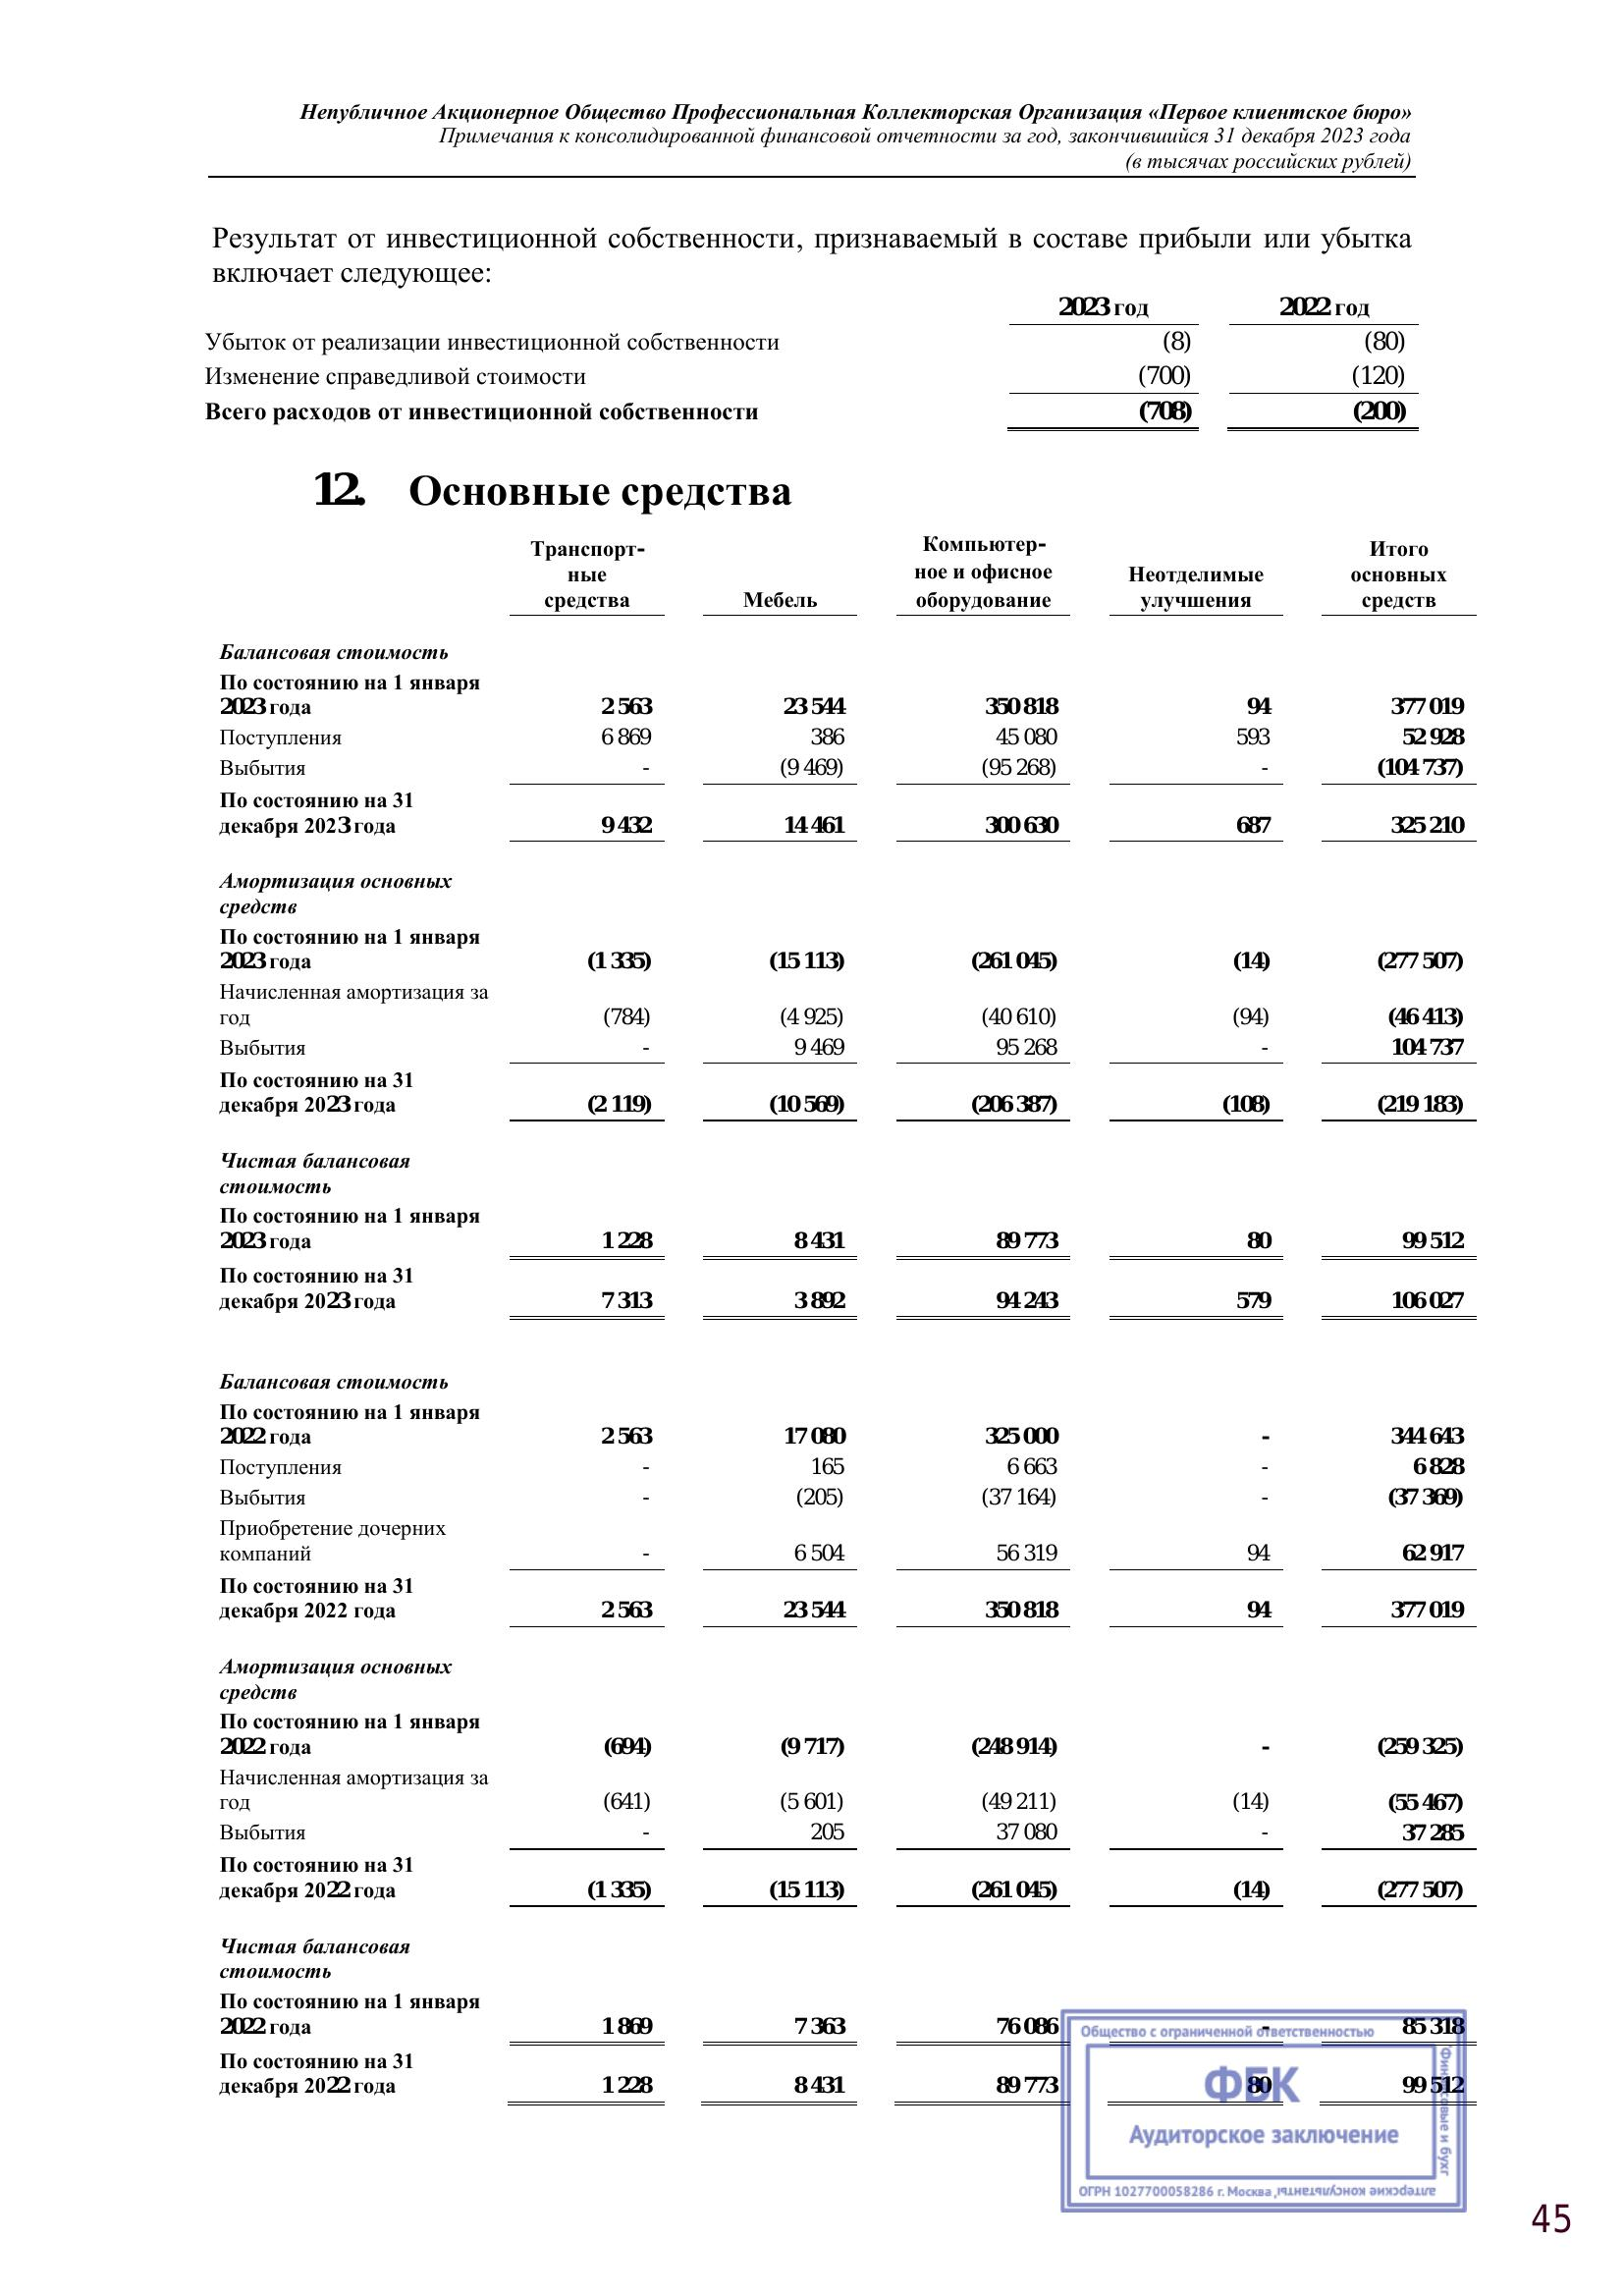 Непубличное Акционерное Общество Профессиональная Коллекторская Организация «Первое клиентское бюро»
Примечания к консолидированной финансовой отчетности за год, закончившийся 31 декабря 2023 года
(в тысячах российских рублей)
Результат от инвестиционной собственности, признаваемый в составе прибыли или убытка
включает следующее:
2023 год 2022 год
Убыток от реализации инвестиционной собственности (8) (80)
Изменение справедливой стоимости (700) (120)
Всего расходов от инвестиционной собственности (708) (200)
12. Основные средства
Транспорт-
ные
средства Мебель Компьютер-
ное и офисное
оборудование Неотделимые
улучшения Итого
основных
средств
Балансовая стоимость
По состоянию на 1 января
2023 года 2 563 23 544 350 818 94 377 019
Поступления 6 869 386 45 080 593 52 928
Выбытия - (9 469) (95 268) - (104 737)
По состоянию на 31
декабря 2023 года 9 432 14 461 300 630 687 325 210
Амортизация основных
средств
По состоянию на 1 января
2023 года (1 335) (15 113) (261 045) (14) (277 507)
Начисленная амортизация за
год (784) (4 925) (40 610) (94) (46 413)
Выбытия - 9 469 95 268 - 104 737
По состоянию на 31
декабря 2023 года (2 119) (10 569) (206 387) (108) (219 183)
Чистая балансовая
стоимость
По состоянию на 1 января
2023 года 1 228 8 431 89 773 80 99 512
По состоянию на 31
декабря 2023 года 7 313 3 892 94 243 579 106 027
Балансовая стоимость
По состоянию на 1 января
2022 года 2 563 17 080 325 000 - 344 643
Поступления - 165 6 663 - 6 828
Выбытия - (205) (37 164) - (37 369)
Приобретение дочерних
компаний - 6 504 56 319 94 62 917
По состоянию на 31
декабря 2022 года 2 563 23 544 350 818 94 377 019
Амортизация основных
средств
По состоянию на 1 января
2022 года (694) (9 717) (248 914) - (259 325)
Начисленная амортизация за
год (641) (5 601) (49 211) (14) (55 467)
Выбытия - 205 37 080 - 37 285
По состоянию на 31
декабря 2022 года (1 335) (15 113) (261 045) (14) (277 507)
Чистая балансовая
стоимость
По состоянию на 1 января
2022 года 1 869 7 363 76 086 - 85 318
По состоянию на 31
декабря 2022 года 1 228 8 431 89 773 80 99 512
Общество с ограниченной ответственностью
"Финансовые и бухг
алтерские консультанты"
ФБК
Аудиторское заключение
ОГРН 1027700058286 г. Москва
45